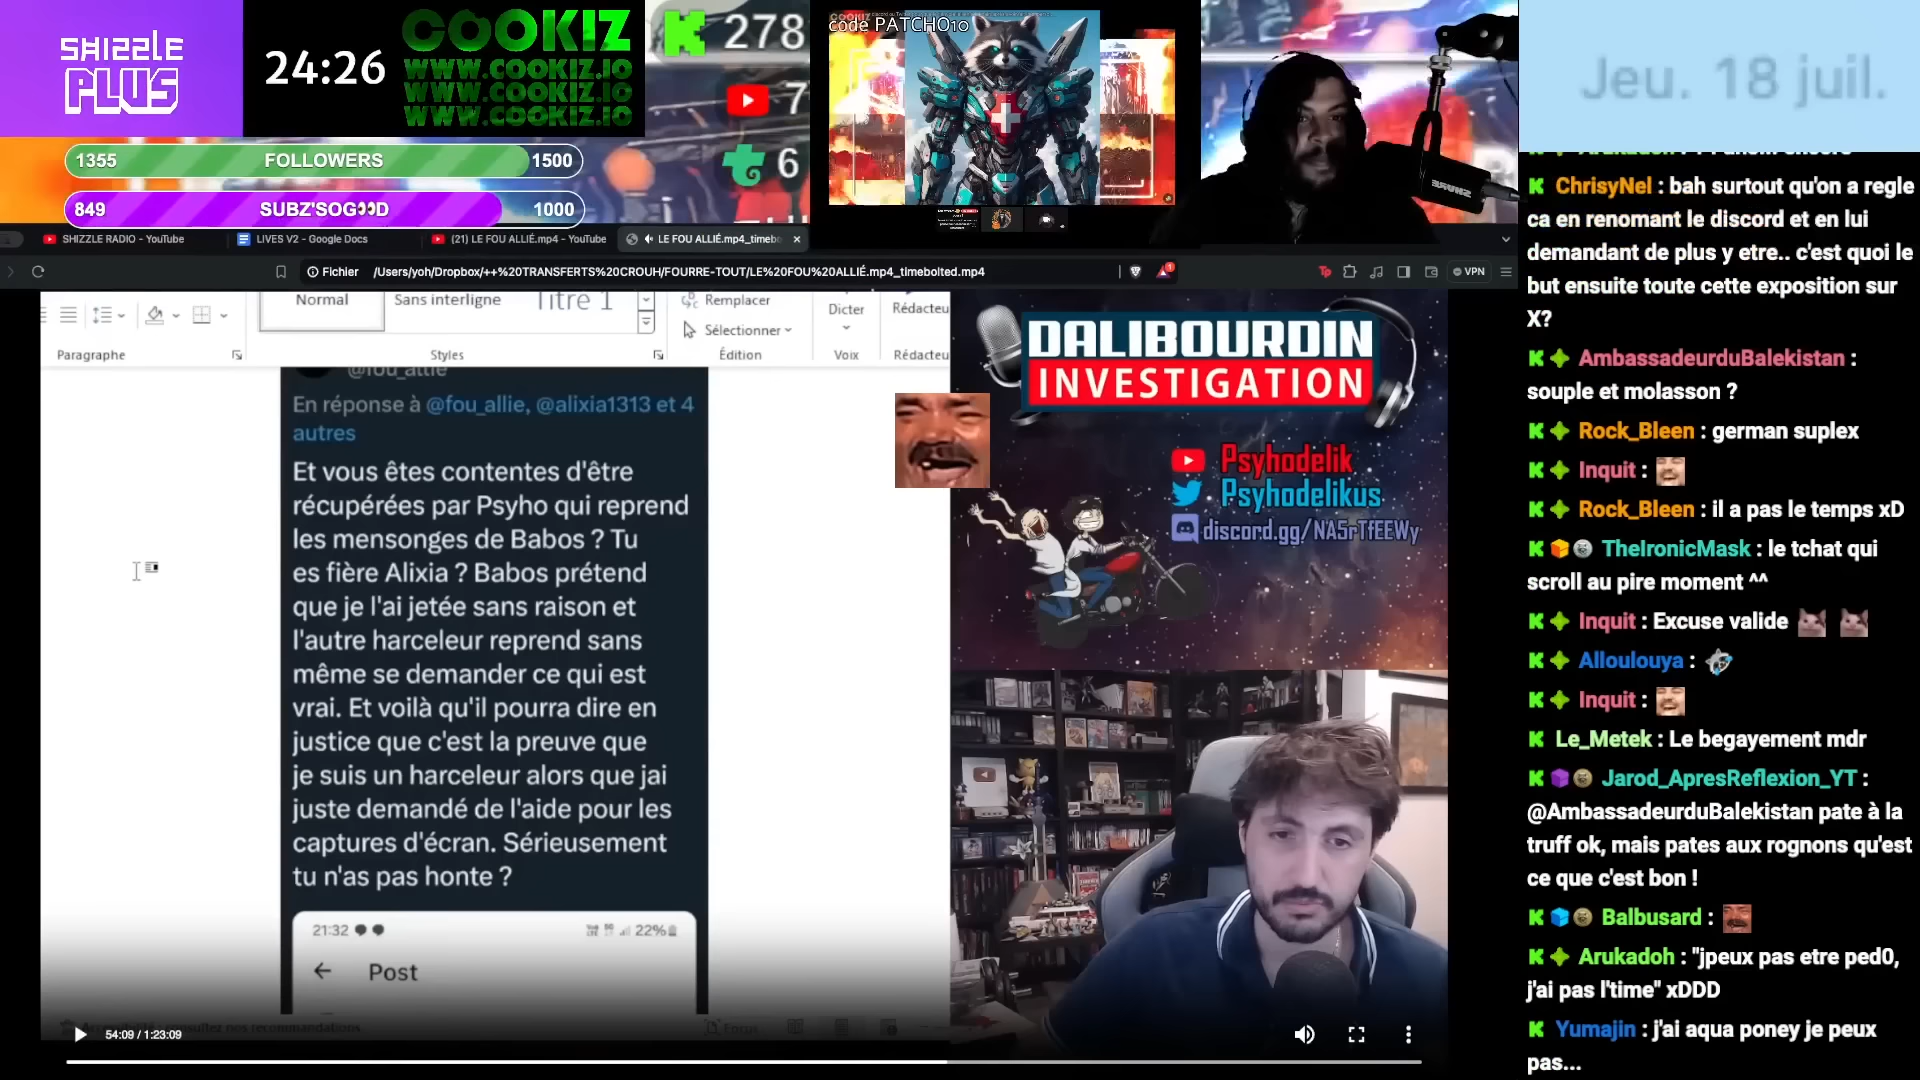 SHIZZLE
PLUS
24:26
COOKIZ
WWW.COOKIZ.IO
WWW.COOKIZ.IO
WWW.COOKIZ.IO
WWW.COOKIZ.IO
278
7
6
1355 FOLLOWERS 1500
849 SUBZ'SOG D 1000
code PATCHO10
Jeu. 18 juil.
SHIZZLE RADIO - YouTube
LIVES V2 - Google Docs
(21) LE FOU ALLIÉ.mp4 - YouTube
LE FOU ALLIÉ.mp4_timebo
Fichier /Users/yoh/Dropbox/++%20TRANSFERTS%20CROUH/FOURRE-TOUT/LE%20FOU%20ALLIÉ.mp4_timebolted.mp4
VPN
Normal
Sans interligne
Titre 1
Remplacer
Sélectionner
Dicter
Rédacteu
Paragraphe
Styles
Édition
Voix
Rédacteu
@fou_allie
En réponse à @fou_allie, @alixia1313 et 4
autres
Et vous êtes contentes d'être
récupérées par Psyho qui reprend
les mensonges de Babos ? Tu
es fière Alixia ? Babos prétend
que je l'ai jetée sans raison et
l'autre harceleur reprend sans
même se demander ce qui est
vrai. Et voilà qu'il pourra dire en
justice que c'est la preuve que
je suis un harceleur alors que jai
juste demandé de l'aide pour les
captures d'écran. Sérieusement
tu n'as pas honte ?
21:32
22%
Post
54:09 / 1:23:09
DALIBOURDIN
INVESTIGATION
Psyhodelik
Psyhodelikus
discord.gg/NA5rTfEEWy
ChrisyNel : bah surtout qu'on a regle
ca en renomant le discord et en lui
demandant de plus y etre.. c'est quoi le
but ensuite toute cette exposition sur
X?
AmbassadeurduBalekistan :
souple et molasson ?
Rock_Bleen : german suplex
Inquit :
Rock_Bleen : il a pas le temps xD
TheIronicMask : le tchat qui
scroll au pire moment ^^
Inquit : Excuse valide
Alloulouya :
Inquit :
Le_Metek : Le begayement mdr
Jarod_ApresReflexion_YT :
@AmbassadeurduBalekistan pate à la
truff ok, mais pates aux rognons qu'est
ce que c'est bon !
Balbusard :
Arukadoh : "jpeux pas etre ped0,
j'ai pas l'time" xDDD
Yumajin : j'ai aqua poney je peux
pas...